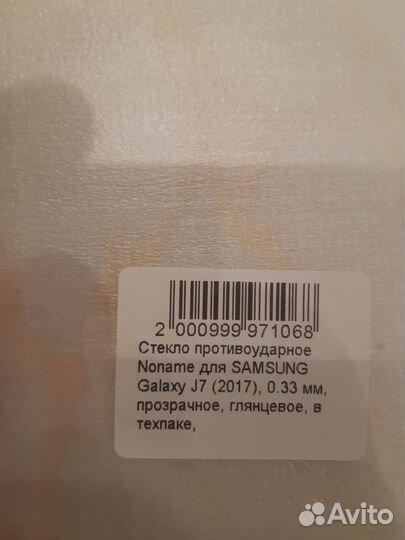 2 000999 971068
Стекло противоударное
Noname для SAMSUNG
Galaxy J7 (2017), 0.33 мм,
прозрачное, глянцевое, в
техпаке,
Avito